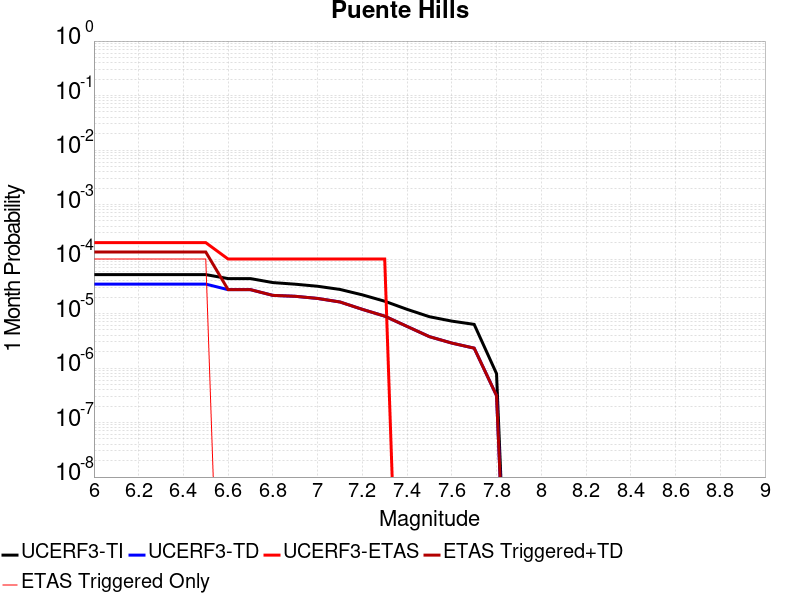 Puente Hills
10^0
10^-1
10^-2
10^-3
10^-4
10^-5
10^-6
10^-7
10^-8
1 Month Probability
6 6.2 6.4 6.6 6.8 7 7.2 7.4 7.6 7.8 8 8.2 8.4 8.6 8.8 9
Magnitude
UCERF3-TI UCERF3-TD UCERF3-ETAS ETAS Triggered+TD
ETAS Triggered Only